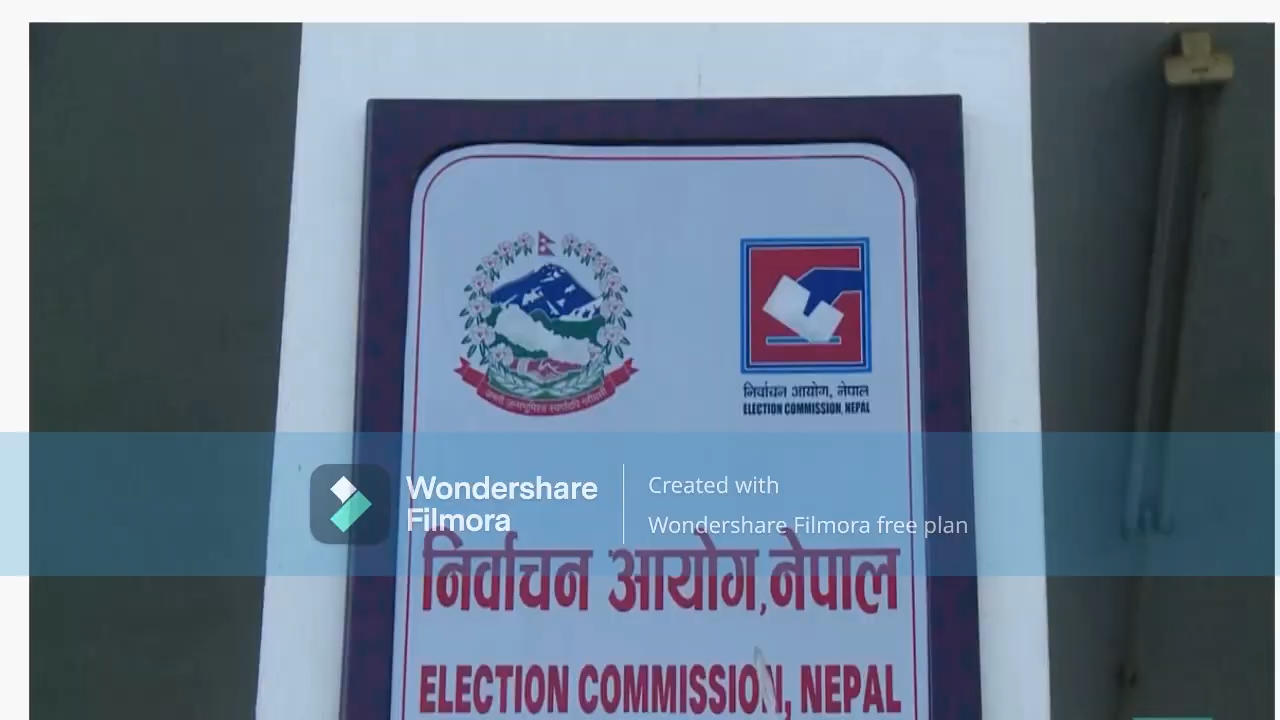 निर्वाचन आयोग, नेपाल
ELECTION COMMISSION, NEPAL
Wondershare
Filmora
Created with
Wondershare Filmora free plan
निर्वाचन आयोग, नेपाल
ELECTION COMMISSION, NEPAL